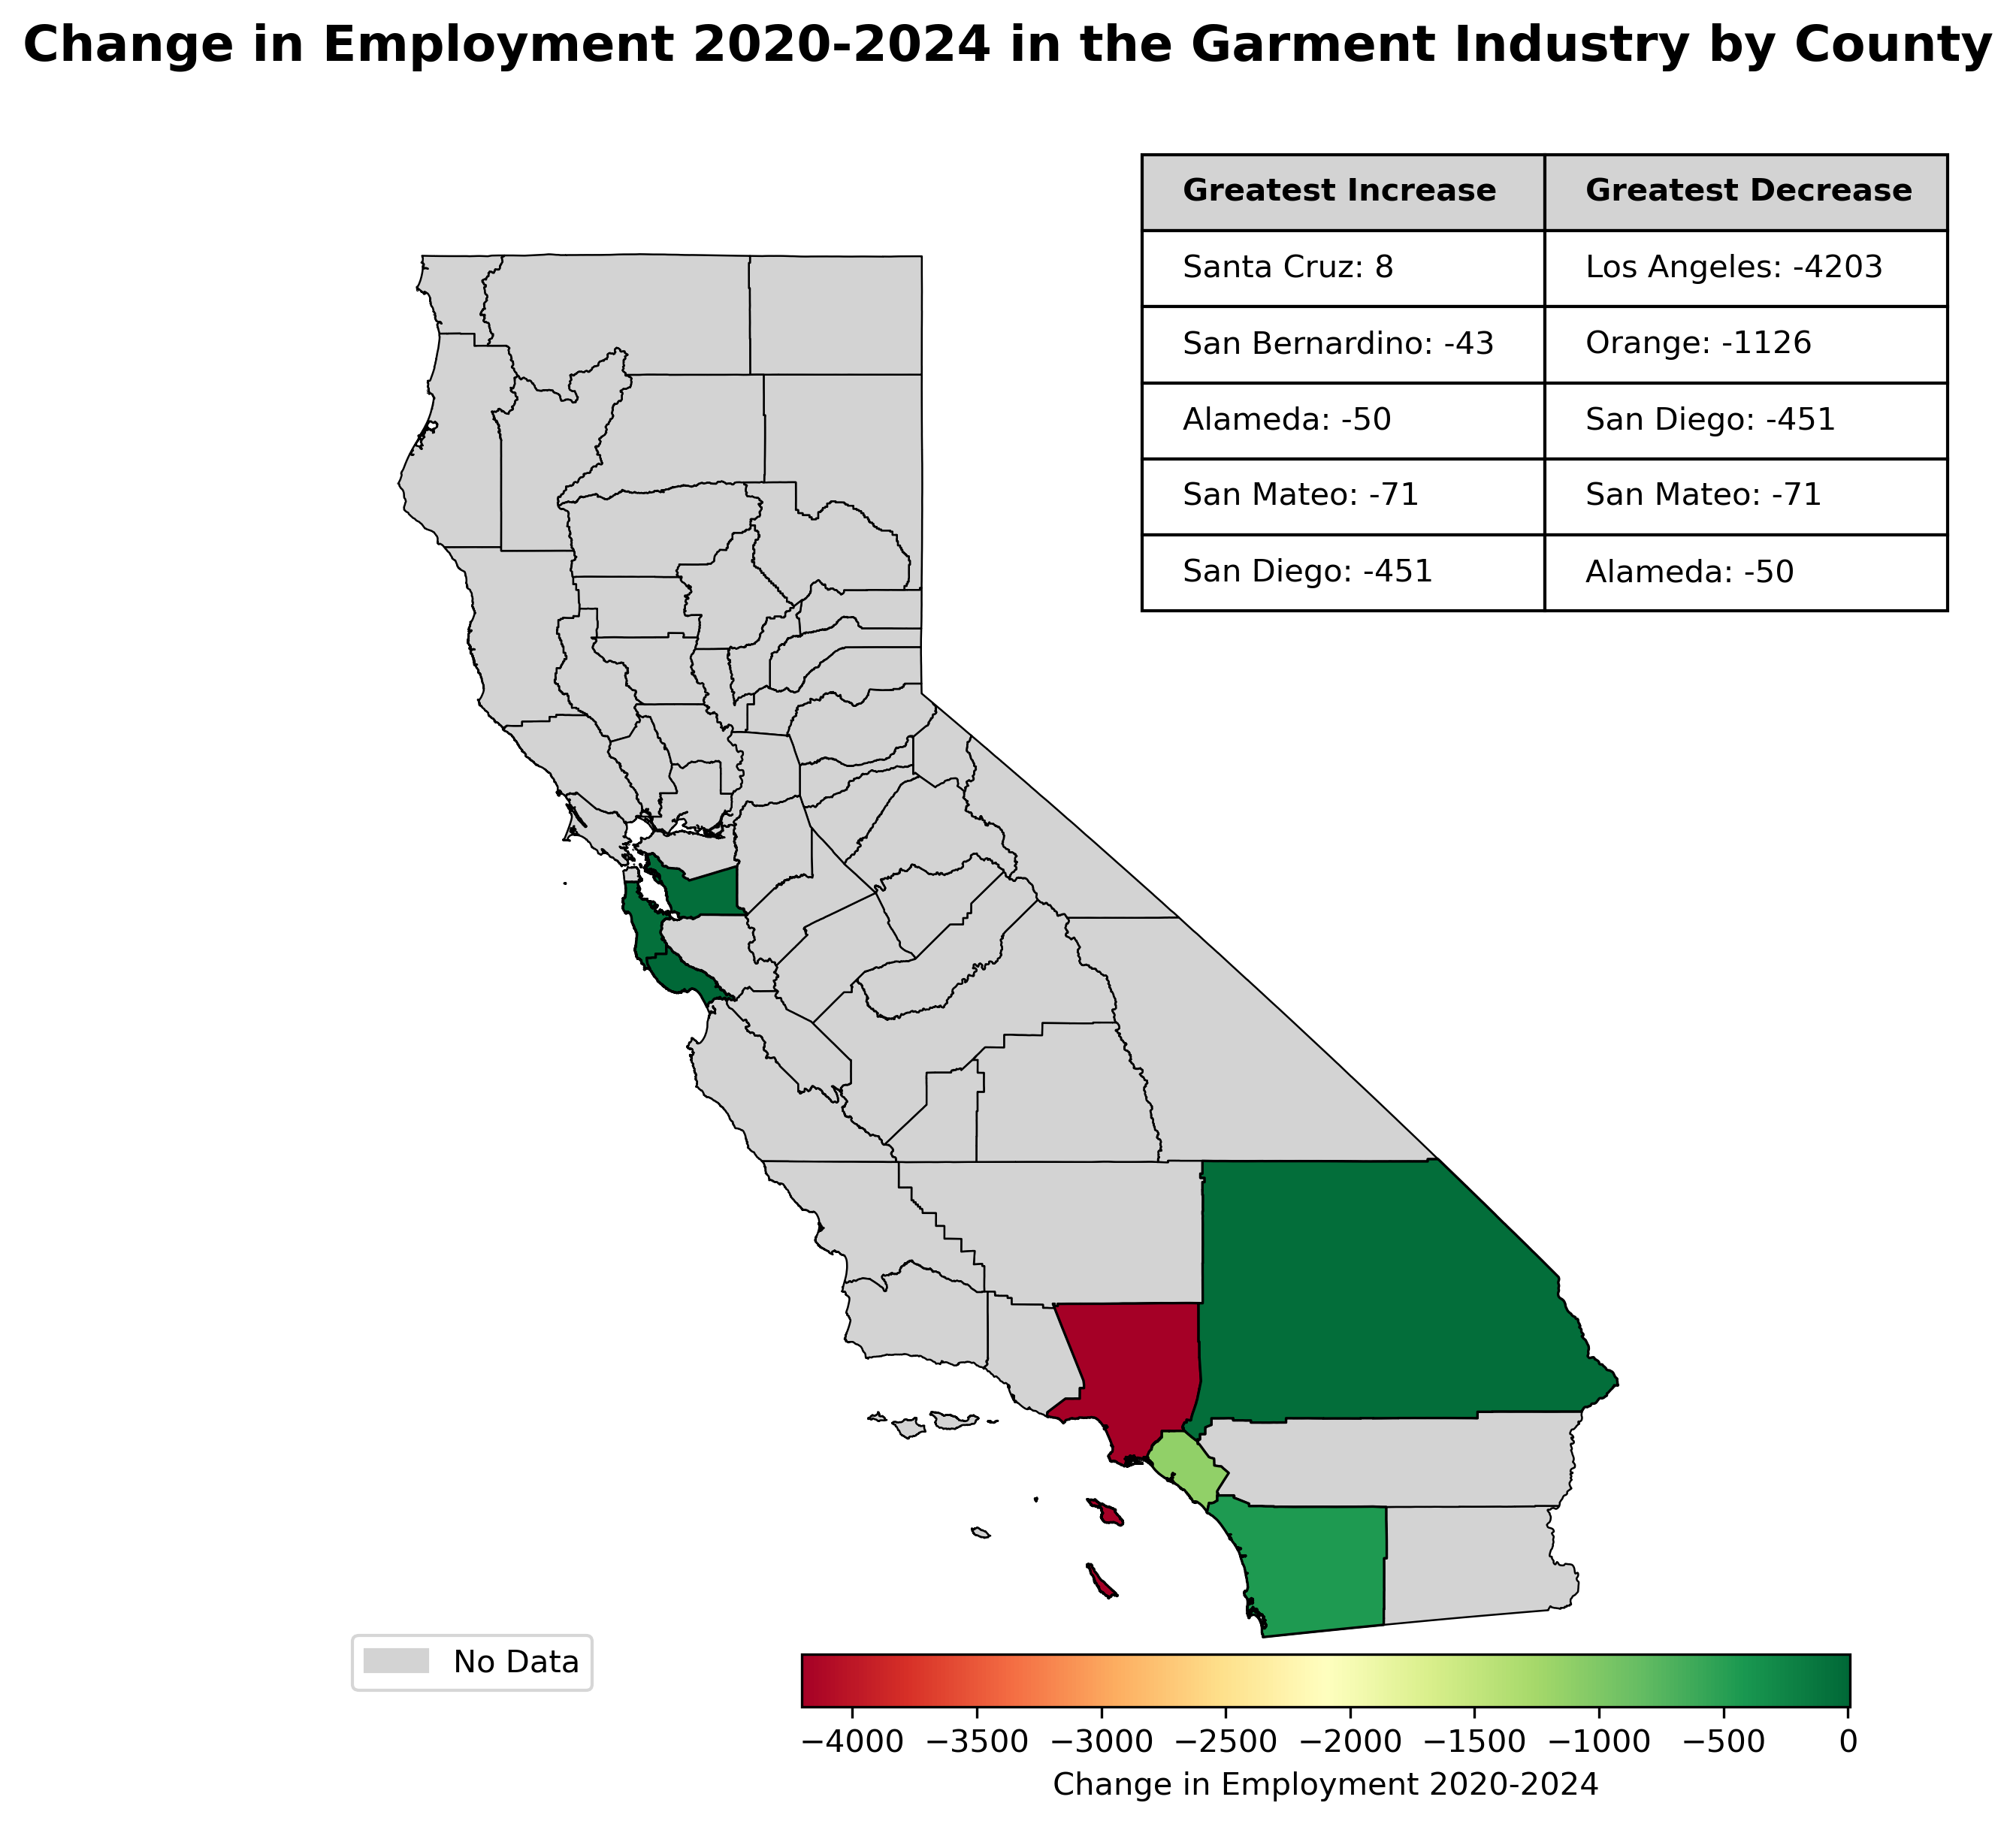 Change in Employment 2020-2024 in the Garment Industry by County
Greatest Increase Greatest Decrease
Santa Cruz: 8 Los Angeles: -4203
San Bernardino: -43 Orange: -1126
Alameda: -50 San Diego: -451
San Mateo: -71 San Mateo: -71
San Diego: -451 Alameda: -50
No Data
−4000 −3500 −3000 −2500 −2000 −1500 −1000 −500 0
Change in Employment 2020-2024